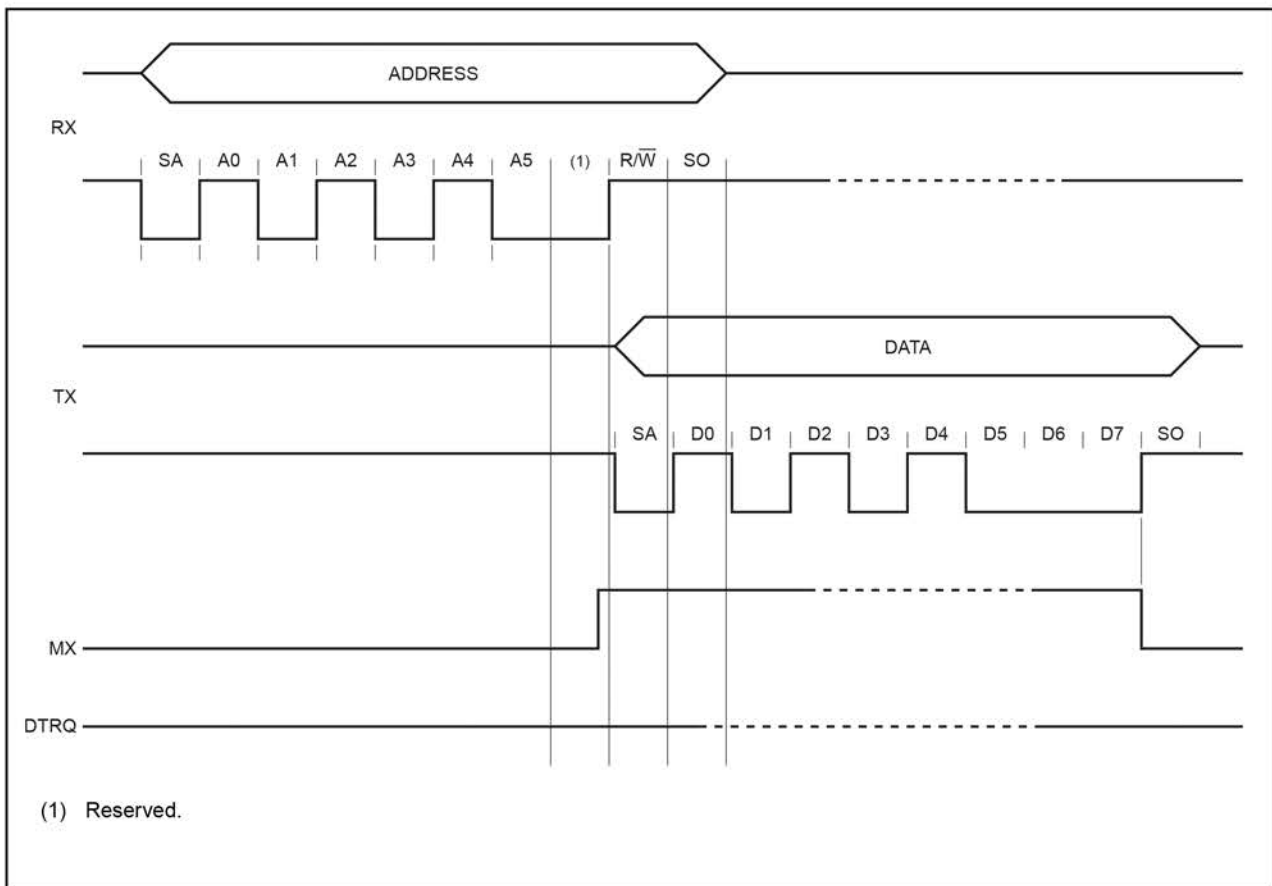 ADDRESS
RX
SA A0 A1 A2 A3 A4 A5 (1) R/W̅ SO
DATA
TX
SA D0 D1 D2 D3 D4 D5 D6 D7 SO
MX
DTRQ
(1) Reserved.